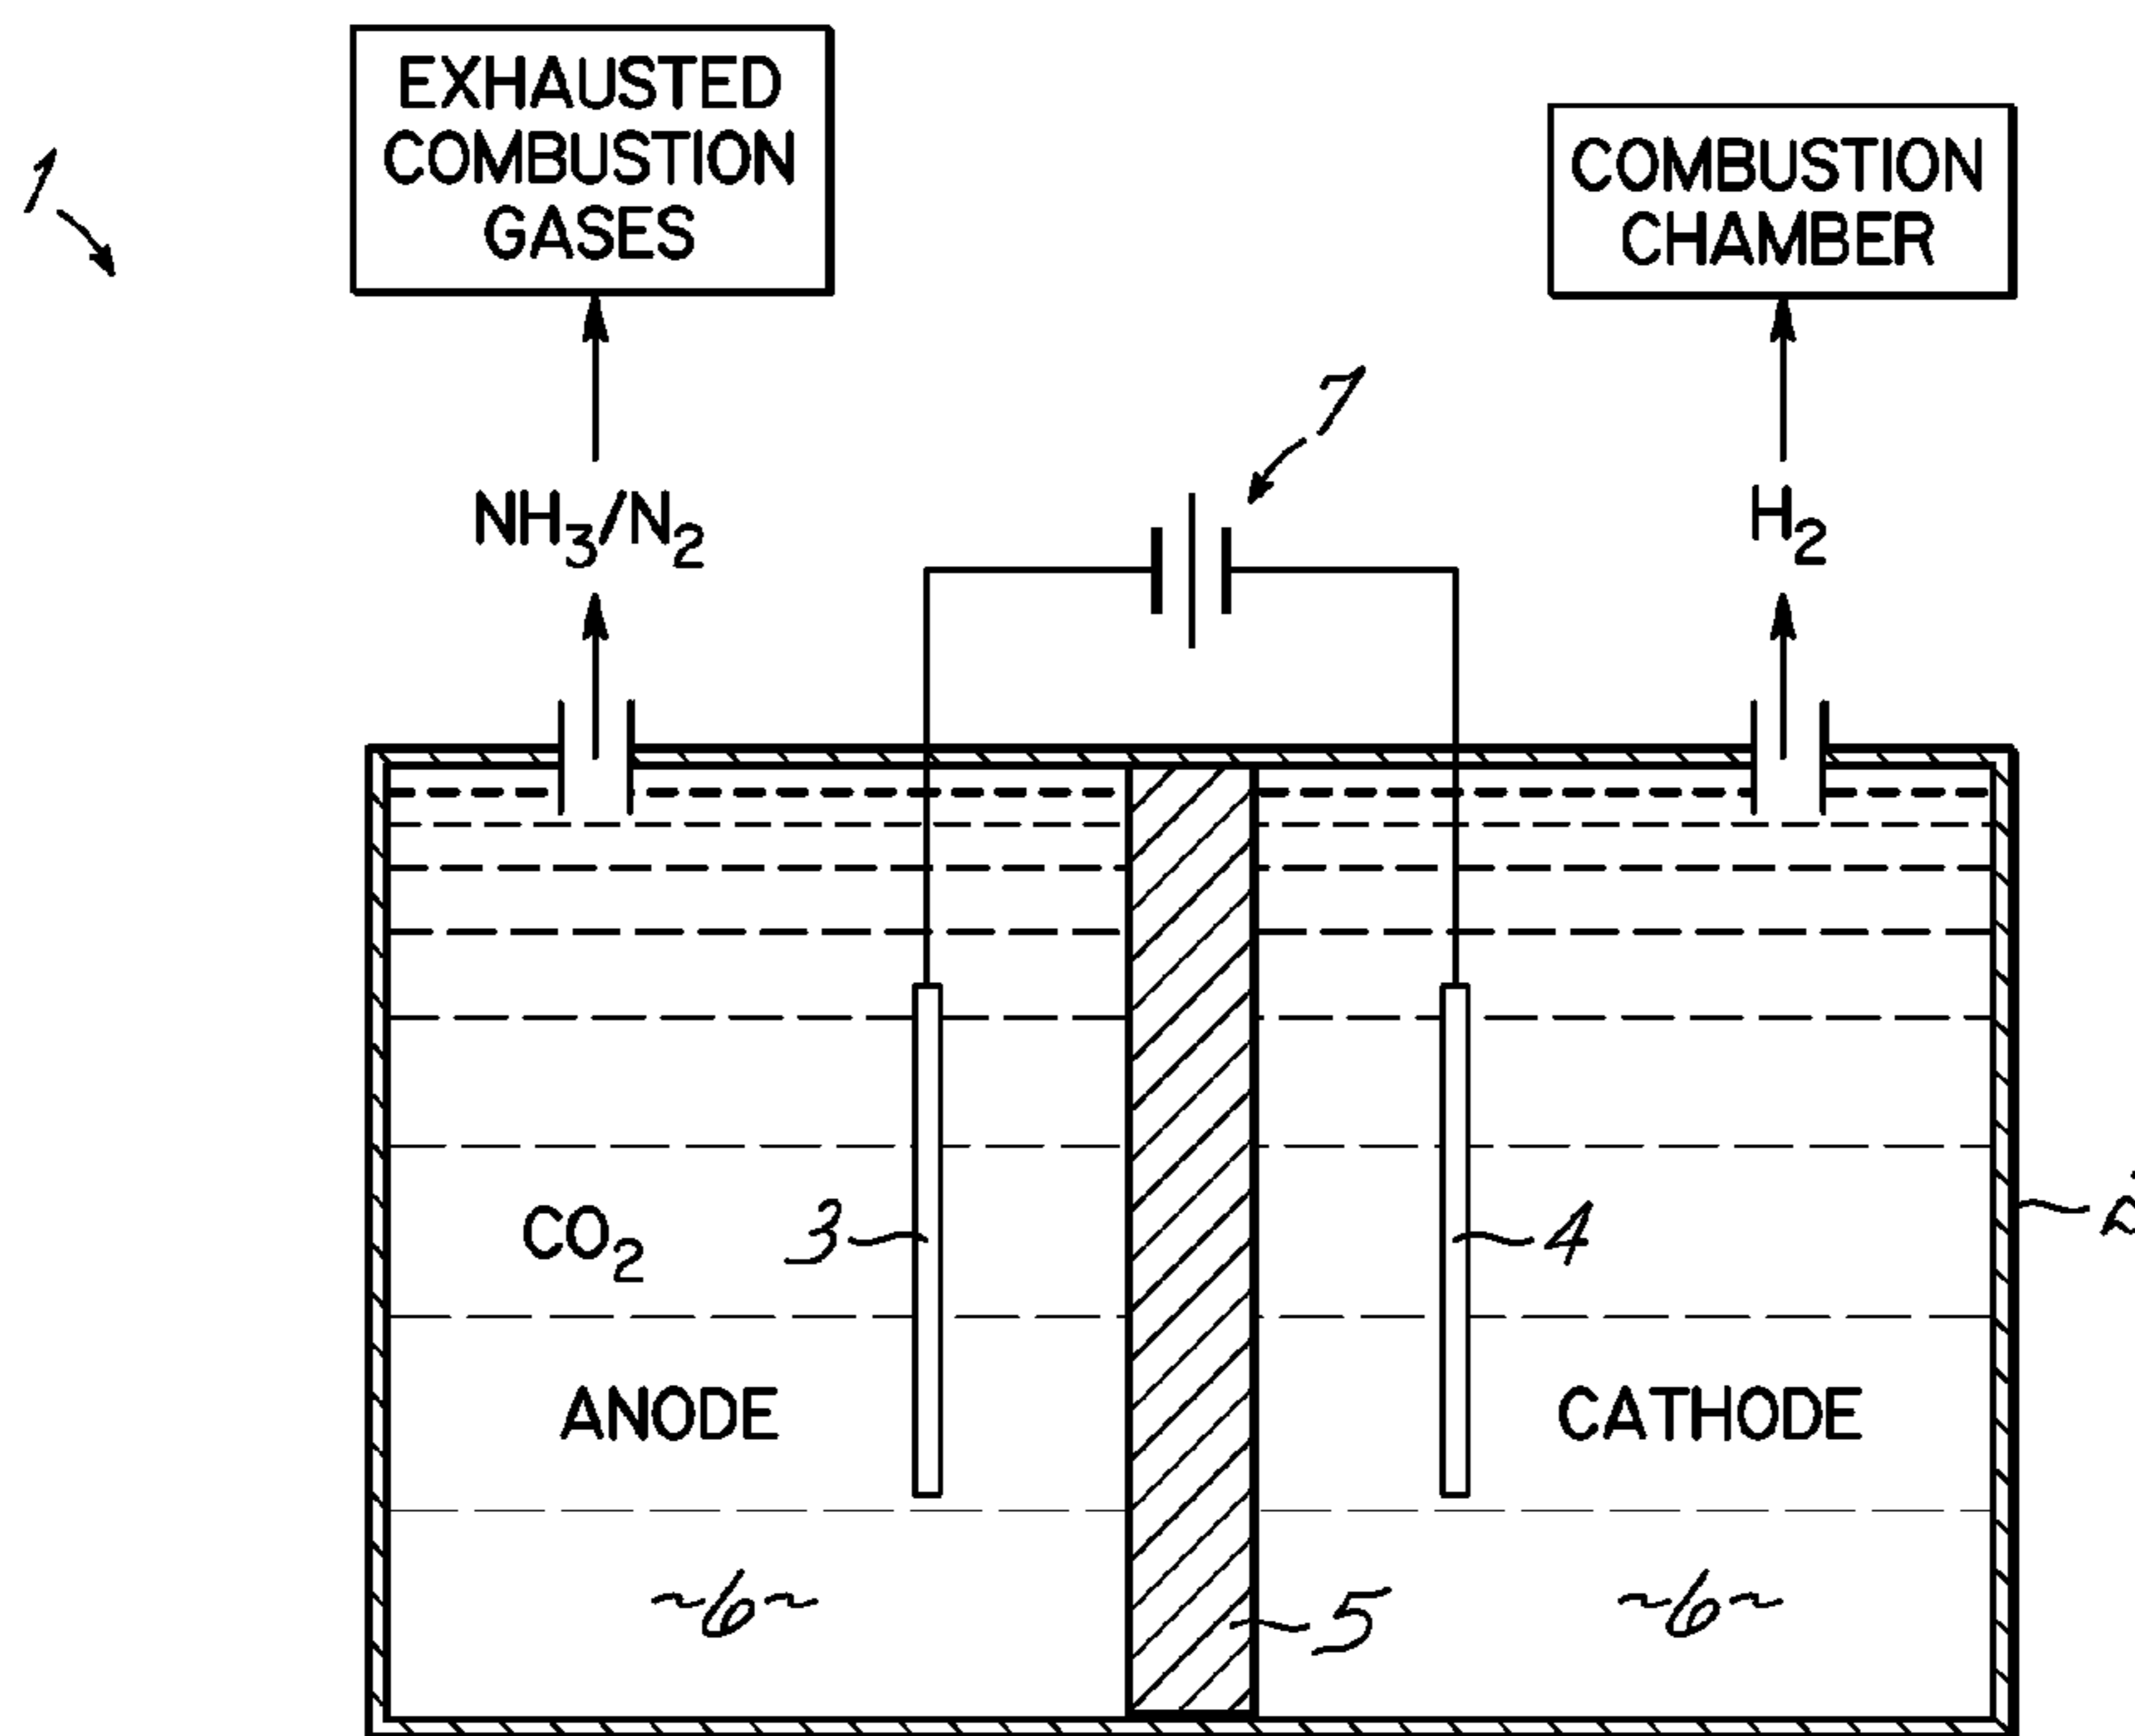 EXHAUSTED
COMBUSTION
GASES
COMBUSTION
CHAMBER
1
7
NH₃/N₂
H₂
CO₂
3
4
ANODE
CATHODE
~6~
5
~6~